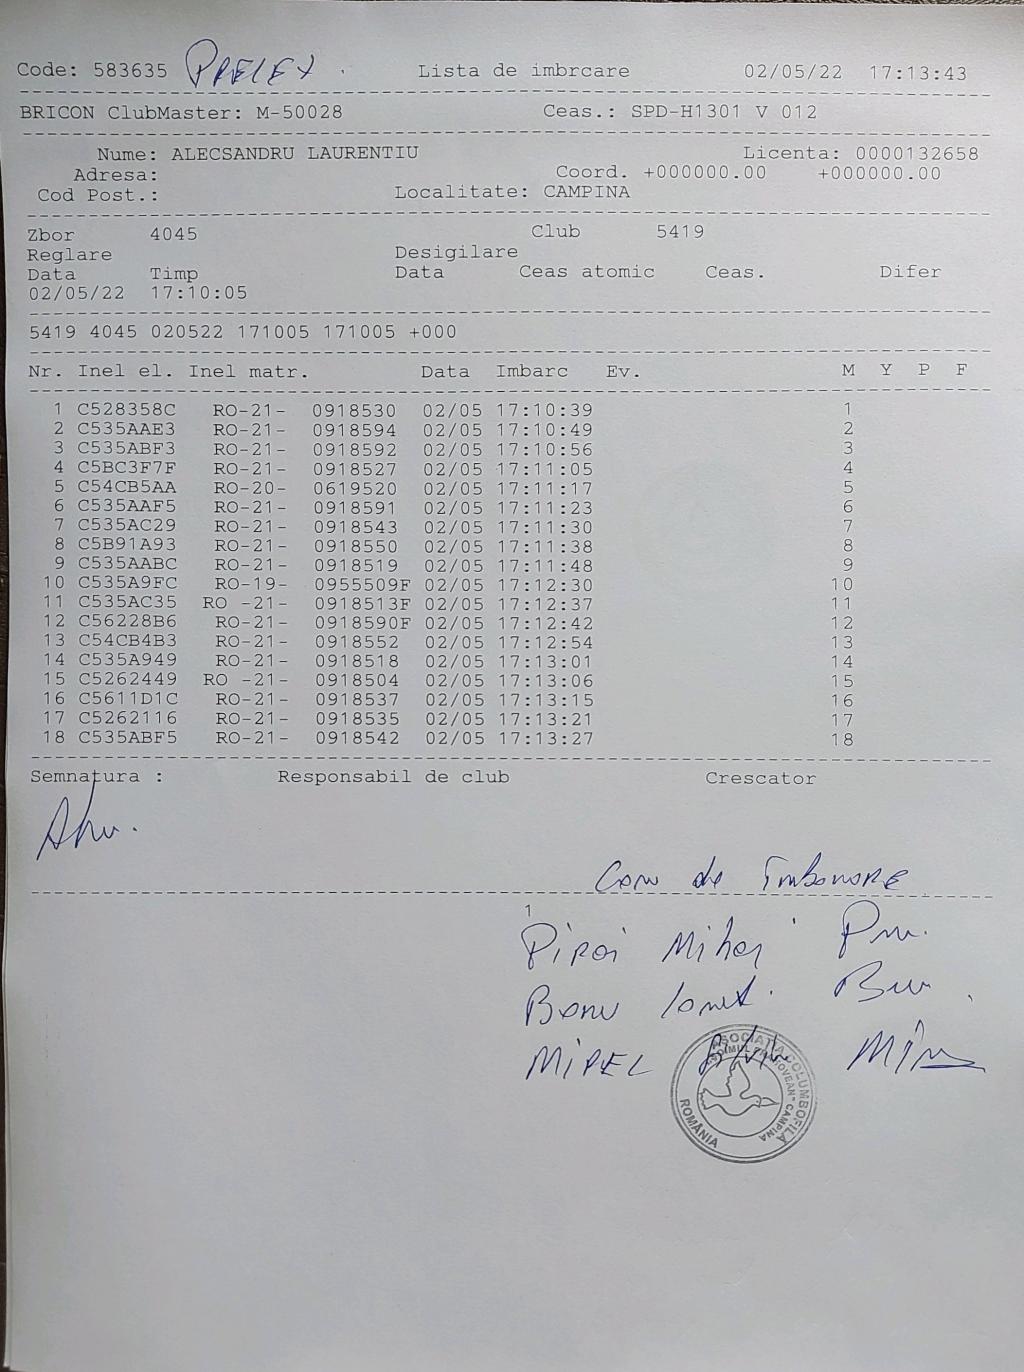 Code: 583635 PRELEX Lista de imbrcare 02/05/22 17:13:43
BRICON ClubMaster: M-50028 Ceas.: SPD-H1301 V 012
Nume: ALECSANDRU LAURENTIU Licenta: 0000132658
Adresa: Coord. +000000.00 +000000.00
Cod Post.: Localitate: CAMPINA
Zbor 4045 Club 5419
Reglare Desigilare
Data Timp Data Ceas atomic Ceas. Difer
02/05/22 17:10:05
5419 4045 020522 171005 171005 +000
Nr. Inel el. Inel matr. Data Imbarc Ev. M Y P F
1 C528358C RO-21- 0918530 02/05 17:10:39 1
2 C535AAE3 RO-21- 0918594 02/05 17:10:49 2
3 C535ABF3 RO-21- 0918592 02/05 17:10:56 3
4 C5BC3F7F RO-21- 0918527 02/05 17:11:05 4
5 C54CB5AA RO-20- 0619520 02/05 17:11:17 5
6 C535AAF5 RO-21- 0918591 02/05 17:11:23 6
7 C535AC29 RO-21- 0918543 02/05 17:11:30 7
8 C5B91A93 RO-21- 0918550 02/05 17:11:38 8
9 C535AABC RO-21- 0918519 02/05 17:11:48 9
10 C535A9FC RO-19- 0955509F 02/05 17:12:30 10
11 C535AC35 RO -21- 0918513F 02/05 17:12:37 11
12 C56228B6 RO-21- 0918590F 02/05 17:12:42 12
13 C54CB4B3 RO-21- 0918552 02/05 17:12:54 13
14 C535A949 RO-21- 0918518 02/05 17:13:01 14
15 C5262449 RO -21- 0918504 02/05 17:13:06 15
16 C5611D1C RO-21- 0918537 02/05 17:13:15 16
17 C5262116 RO-21- 0918535 02/05 17:13:21 17
18 C535ABF5 RO-21- 0918542 02/05 17:13:27 18
Semnatura : Responsabil de club Crescator
Com de
1
Mihai
MIREL
ASOCIATIA COLUMBOFILA
CAMPINA
ROMÂNIA